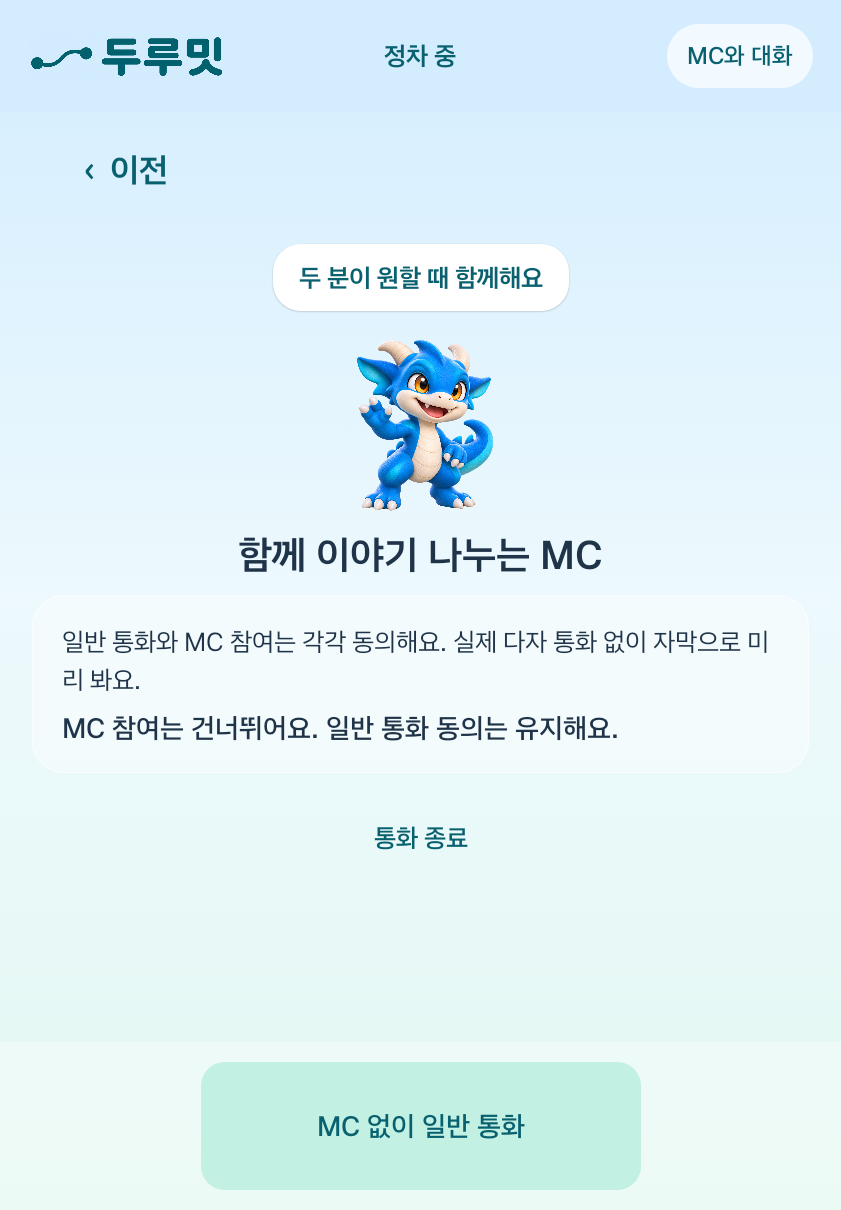 두루밋
정차 중
MC와 대화
‹ 이전
두 분이 원할 때 함께해요
함께 이야기 나누는 MC
일반 통화와 MC 참여는 각각 동의해요. 실제 다자 통화 없이 자막으로 미
리 봐요.
MC 참여는 건너뛰어요. 일반 통화 동의는 유지해요.
통화 종료
MC 없이 일반 통화